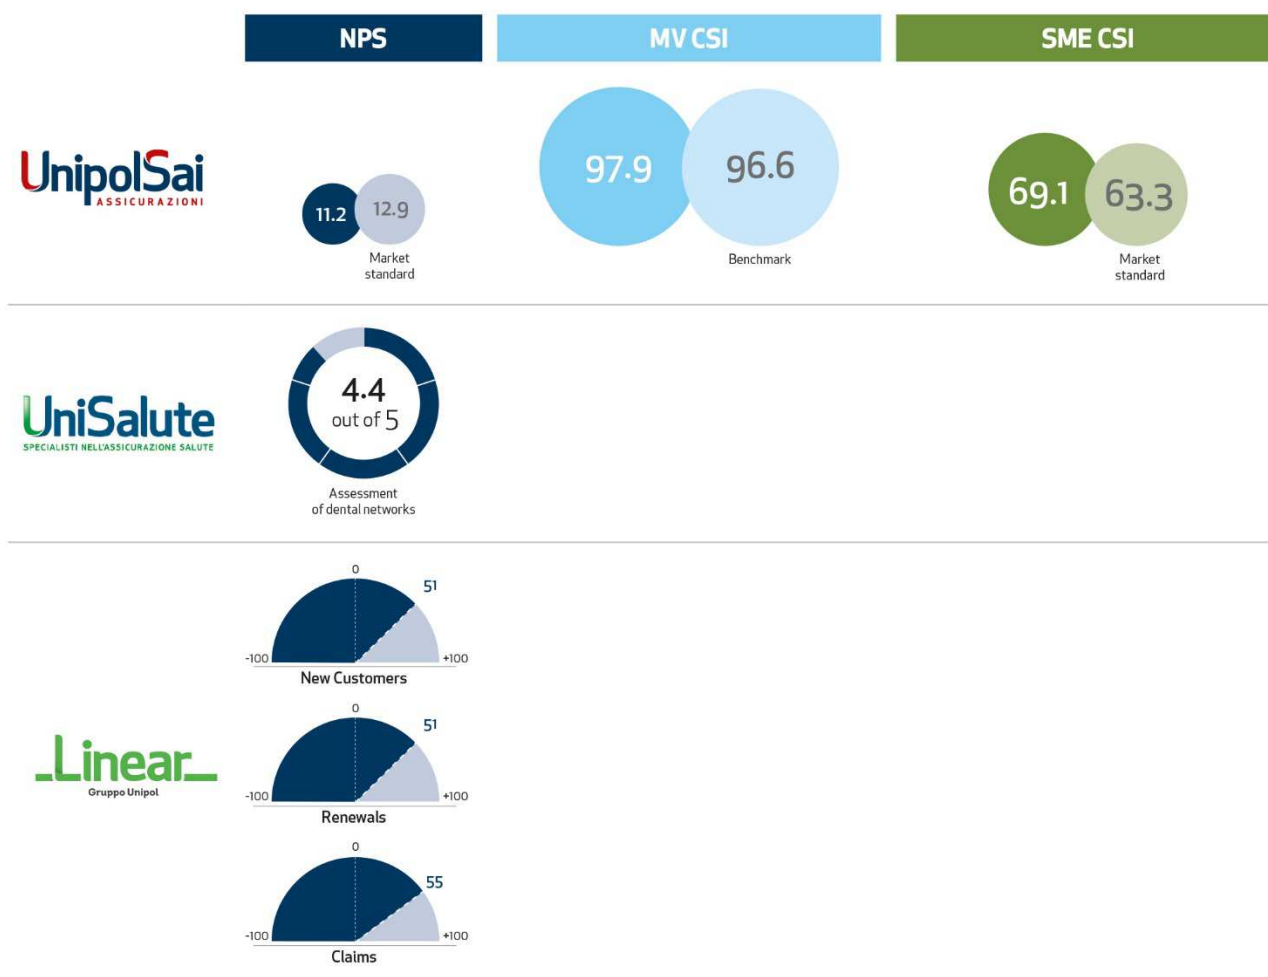 NPS
MV CSI
SME CSI
UnipolSai
ASSICURAZIONI
11.2
12.9
Market
standard
97.9
96.6
Benchmark
69.1
63.3
Market
standard
UniSalute
SPECIALISTI NELL'ASSICURAZIONE SALUTE
4.4
out of 5
Assessment
of dental networks
Linear
Gruppo Unipol
0
51
-100
+100
New Customers
0
51
-100
+100
Renewals
0
55
-100
+100
Claims